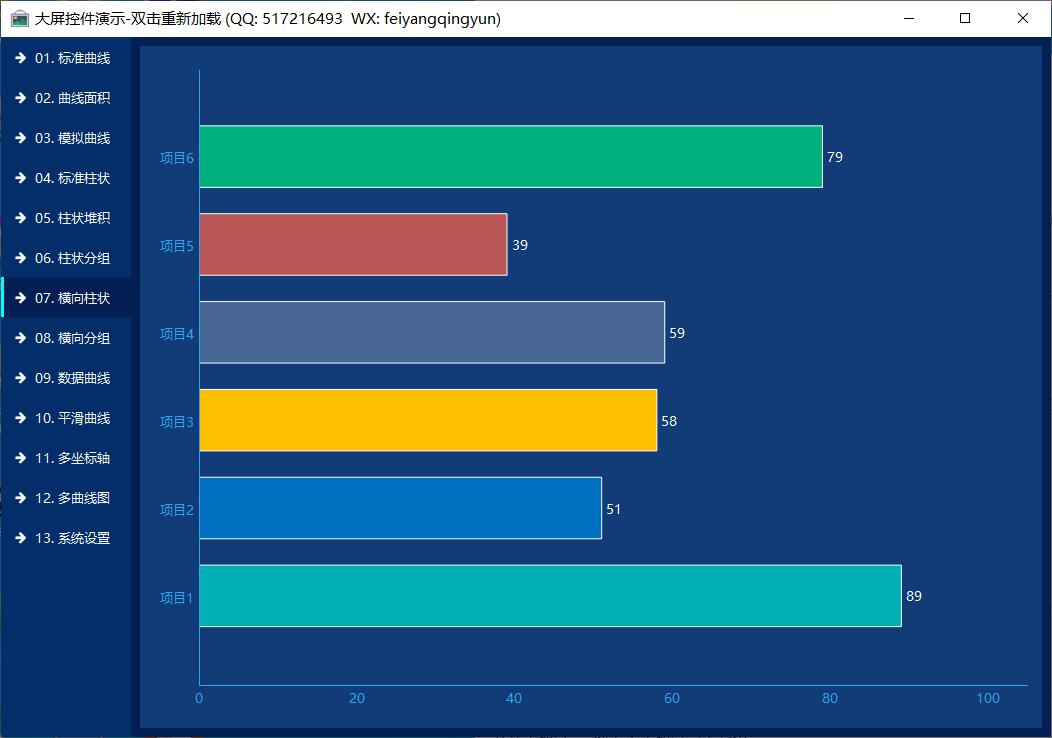 大屏控件演示-双击重新加载 (QQ: 517216493  WX: feiyangqingyun)
01. 标准曲线
02. 曲线面积
03. 模拟曲线
04. 标准柱状
05. 柱状堆积
06. 柱状分组
07. 横向柱状
08. 横向分组
09. 数据曲线
10. 平滑曲线
11. 多坐标轴
12. 多曲线图
13. 系统设置
项目6 79
项目5 39
项目4 59
项目3 58
项目2 51
项目1 89
0 20 40 60 80 100